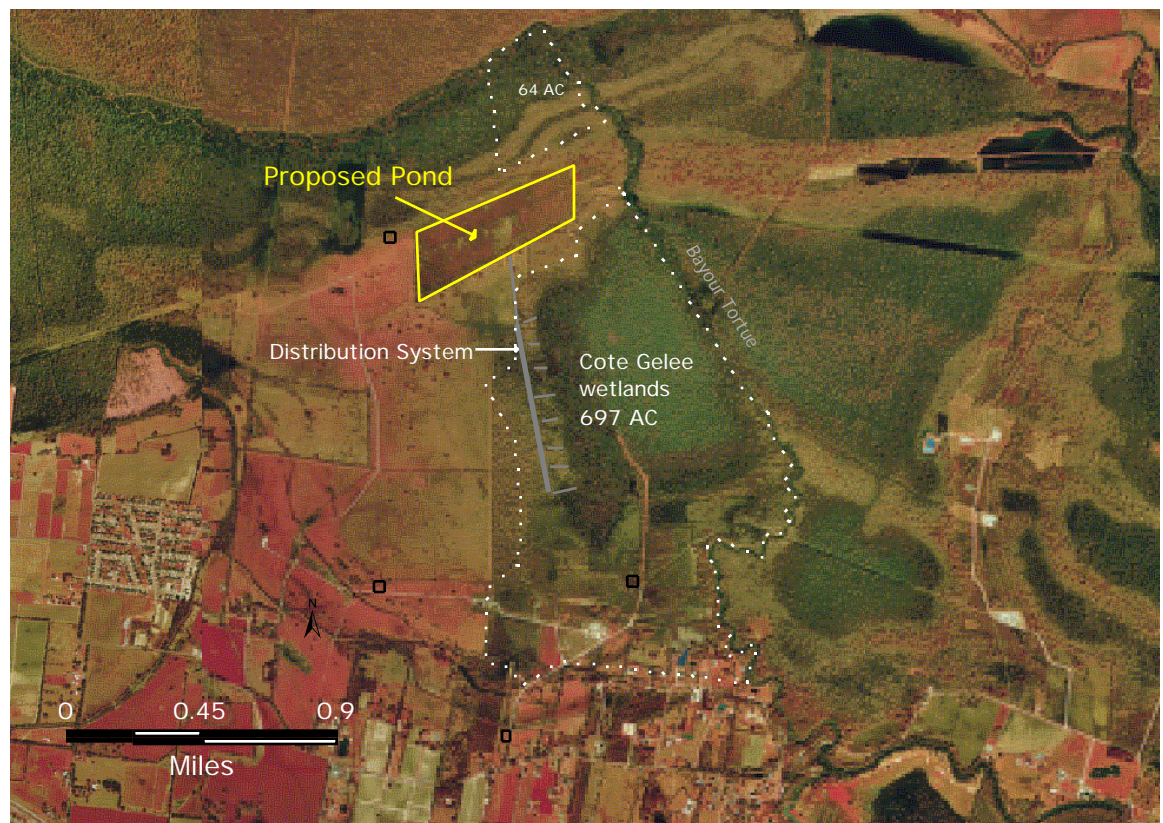 64 AC
Proposed Pond
Bayour Tortue
Distribution System
Cote Gelee
wetlands
697 AC
N
0 0.45 0.9
Miles